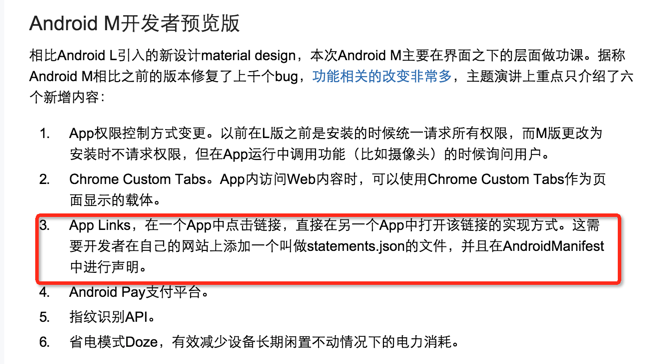 Android M开发者预览版
相比Android L引入的新设计material design，本次Android M主要在界面之下的层面做功课。据称
Android M相比之前的版本修复了上千个bug，功能相关的改变非常多，主题演讲上重点只介绍了六
个新增内容：
1. App权限控制方式变更。以前在L版之前是安装的时候统一请求所有权限，而M版更改为
安装时不请求权限，但在App运行中调用功能（比如摄像头）的时候询问用户。
2. Chrome Custom Tabs。App内访问Web内容时，可以使用Chrome Custom Tabs作为页
面显示的载体。
3. App Links，在一个App中点击链接，直接在另一个App中打开该链接的实现方式。这需
要开发者在自己的网站上添加一个叫做statements.json的文件，并且在AndroidManifest
中进行声明。
4. Android Pay支付平台。
5. 指纹识别API。
6. 省电模式Doze，有效减少设备长期闲置不动情况下的电力消耗。